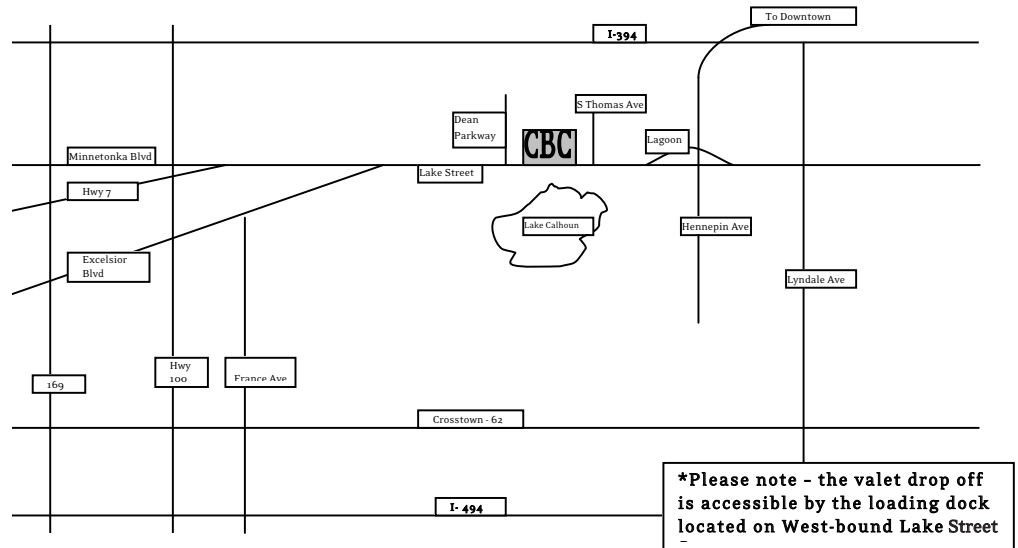 To Downtown
I-394
S Thomas Ave
Dean
Parkway
CBC
Lagoon
Minnetonka Blvd
Lake Street
Hwy 7
Lake Calhoun
Hennepin Ave
Excelsior
Blvd
Lyndale Ave
Hwy
100
France Ave
169
Crosstown - 62
I- 494
*Please note – the valet drop off
is accessible by the loading dock
located on West-bound Lake Street